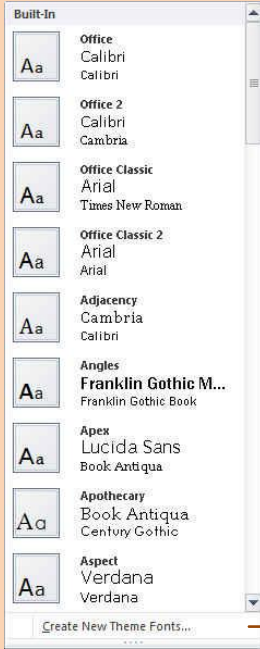 Built-In
Aa
Office
Calibri
Calibri
Aa
Office 2
Calibri
Cambria
Aa
Office Classic
Arial
Times New Roman
Aa
Office Classic 2
Arial
Arial
Aa
Adjacency
Cambria
Calibri
Aa
Angles
Franklin Gothic M...
Franklin Gothic Book
Aa
Apex
Lucida Sans
Book Antiqua
Aa
Apothecary
Book Antiqua
Century Gothic
Aa
Aspect
Verdana
Verdana
Create New Theme Fonts...